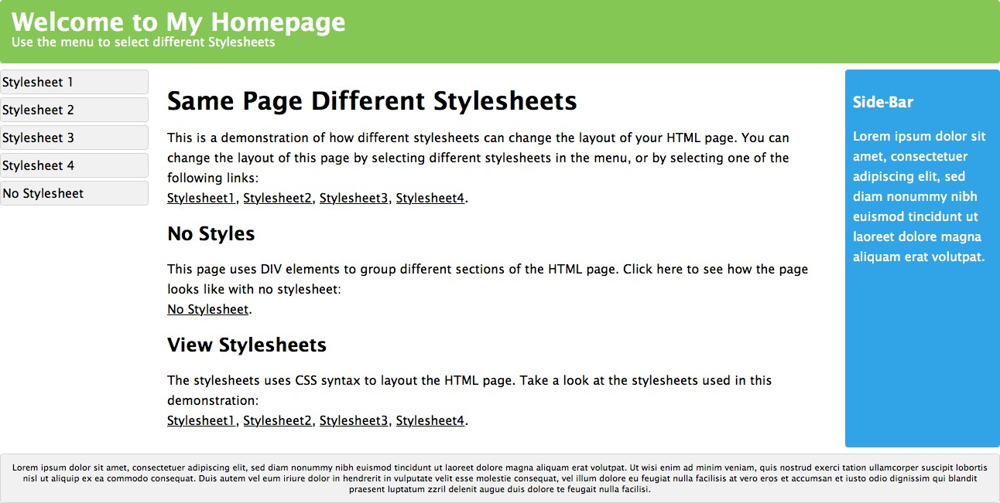 Welcome to My Homepage
Use the menu to select different Stylesheets
Stylesheet 1
Stylesheet 2
Stylesheet 3
Stylesheet 4
No Stylesheet
Same Page Different Stylesheets
This is a demonstration of how different stylesheets can change the layout of your HTML page. You can
change the layout of this page by selecting different stylesheets in the menu, or by selecting one of the
following links:
Stylesheet1, Stylesheet2, Stylesheet3, Stylesheet4.
No Styles
This page uses DIV elements to group different sections of the HTML page. Click here to see how the page
looks like with no stylesheet:
No Stylesheet.
View Stylesheets
The stylesheets uses CSS syntax to layout the HTML page. Take a look at the stylesheets used in this
demonstration:
Stylesheet1, Stylesheet2, Stylesheet3, Stylesheet4.
Side-Bar
Lorem ipsum dolor sit
amet, consectetuer
adipiscing elit, sed
diam nonummy nibh
euismod tincidunt ut
laoreet dolore magna
aliquam erat volutpat.
Lorem ipsum dolor sit amet, consectetuer adipiscing elit, sed diam nonummy nibh euismod tincidunt ut laoreet dolore magna aliquam erat volutpat. Ut wisi enim ad minim veniam, quis nostrud exerci tation ullamcorper suscipit lobortis
nisl ut aliquip ex ea commodo consequat. Duis autem vel eum iriure dolor in hendrerit in vulputate velit esse molestie consequat, vel illum dolore eu feugiat nulla facilisis at vero eros et accumsan et iusto odio dignissim qui blandit
praesent luptatum zzril delenit augue duis dolore te feugait nulla facilisi.